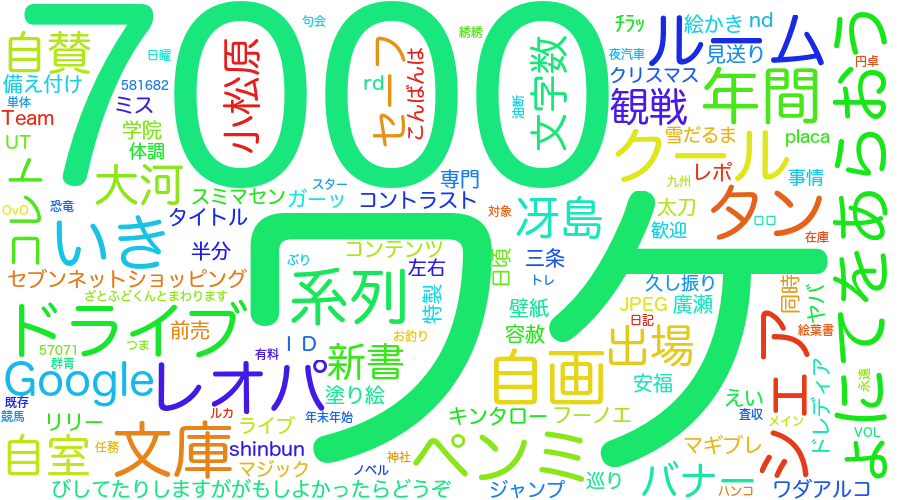 7000
ワケ
自賛
備え付け
単体
581682
日曜
句会
Team
ミス
UT
学院
体調
コレト
大河
OvO
恐竜
いき
スミマセン
タイトル
半分
小松原
rd
セーフ
こんばんは
綉綉
文字数
ガーッ
スター
コントラスト
専門
対象
チラッ
絵かき
nd
ルーム
見送り
夜汽車
クリスマス
観戦
年間
円卓
クール
雪だるま
placa
レポ
事情
九州
太刀
歓迎
タン
ロロ
在庫
冴島
三条
トレ
日頃
よにてをあらおう
セブンネットショッピング
ざとふどくんとまわります
ぶり
コンテンツ
左右
系列
特製
ドライブ
前売
つま
57071
群青
ＩＤ
有料
お釣り
新書
壁紙
容赦
久し振り
JPEG
廣瀬
日記
同時
ヤバ
絵葉書
出場
自画
安福
シェア
ドレディア
永遠
Google
レオパ
塗り絵
既存
競馬
リリー
ルカ
年末年始
ライブ
キンタロー
フーノエ
えい
査収
メイン
VOL
自室
任務
文庫
shinbun
マジック
ノベル
神社
ペンミ
マギブレ
びしてたりしますががもしよかったらどうぞ
ジャンプ
巡り
バナー
ハンコ
ワダアルコ